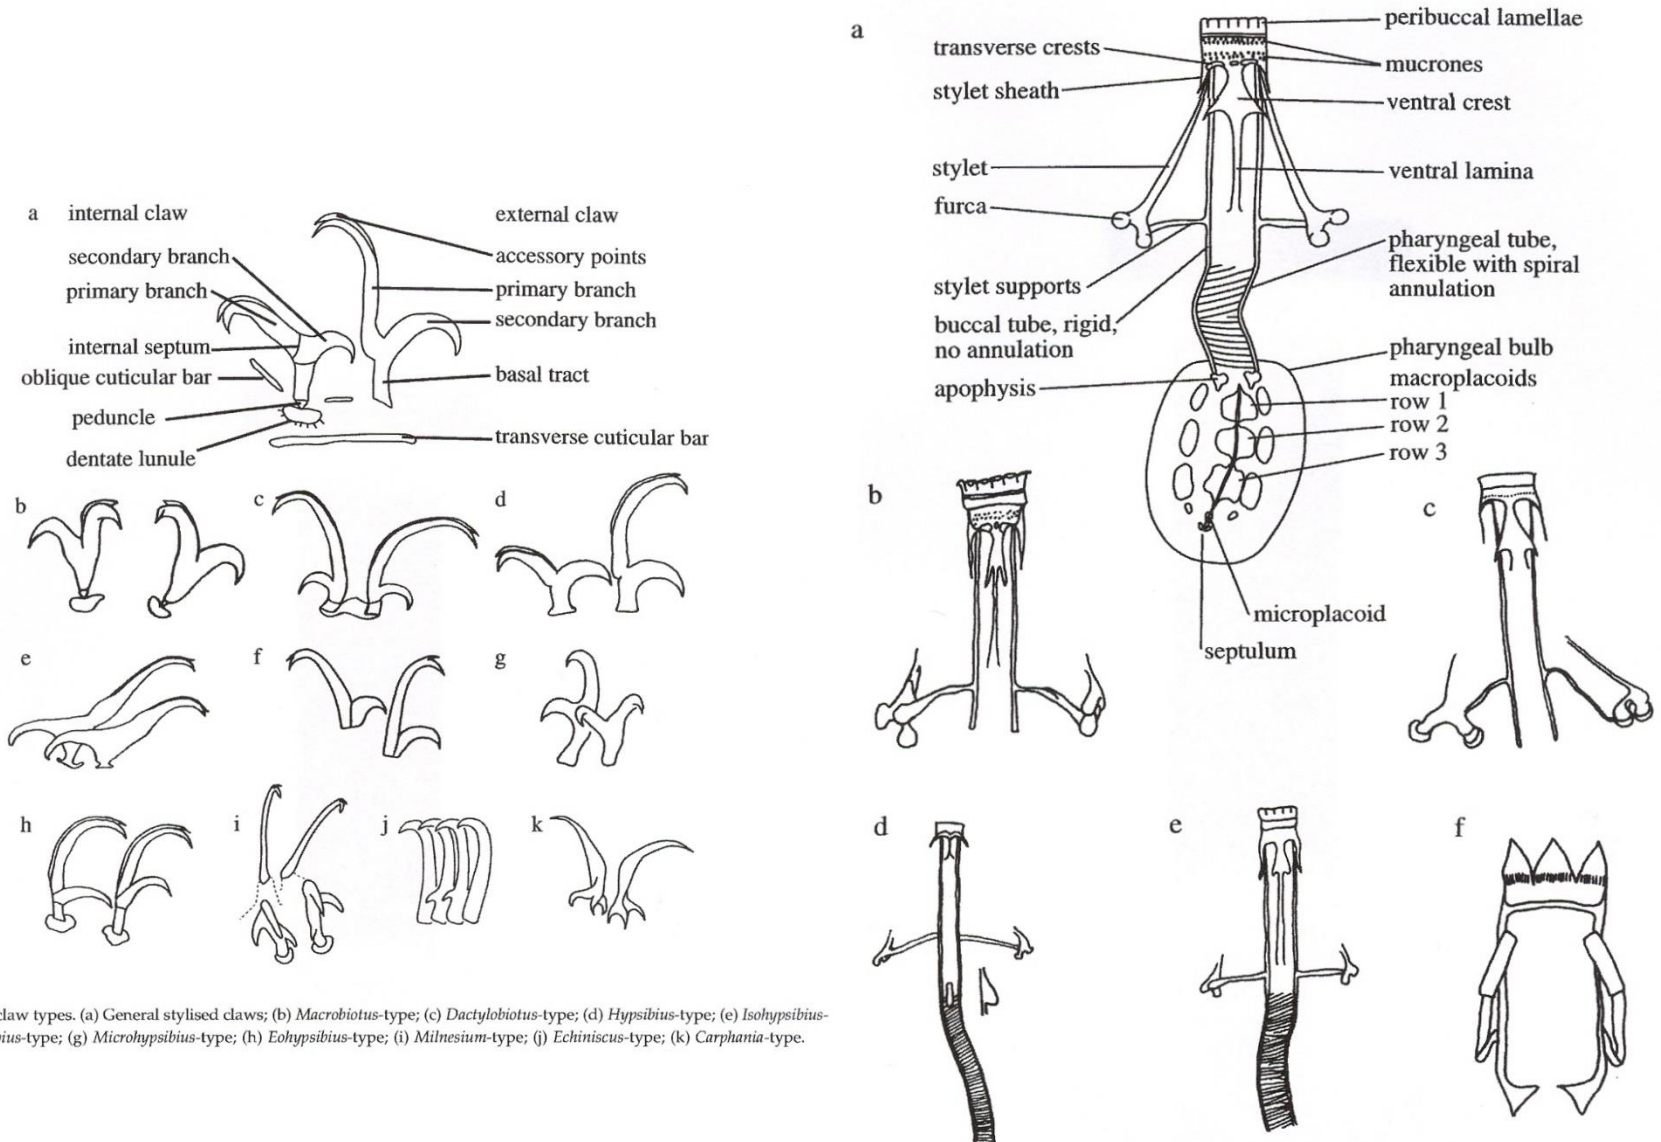 a internal claw
external claw
secondary branch
accessory points
primary branch
primary branch
secondary branch
internal septum
oblique cuticular bar
basal tract
peduncle
transverse cuticular bar
dentate lunule
b
c
d
e
f
g
h
i
j
k
claw types. (a) General stylised claws; (b) Macrobiotus-type; (c) Dactylobiotus-type; (d) Hypsibius-type; (e) Isohypsibius-
ius-type; (g) Microhypsibius-type; (h) Eohypsibius-type; (i) Milnesium-type; (j) Echiniscus-type; (k) Carphania-type.
a
peribuccal lamellae
transverse crests
mucrones
stylet sheath
ventral crest
stylet
ventral lamina
furca
pharyngeal tube,
flexible with spiral
annulation
stylet supports
buccal tube, rigid,
no annulation
pharyngeal bulb
apophysis
macroplacoids
row 1
row 2
row 3
b
c
microplacoid
septulum
d
e
f